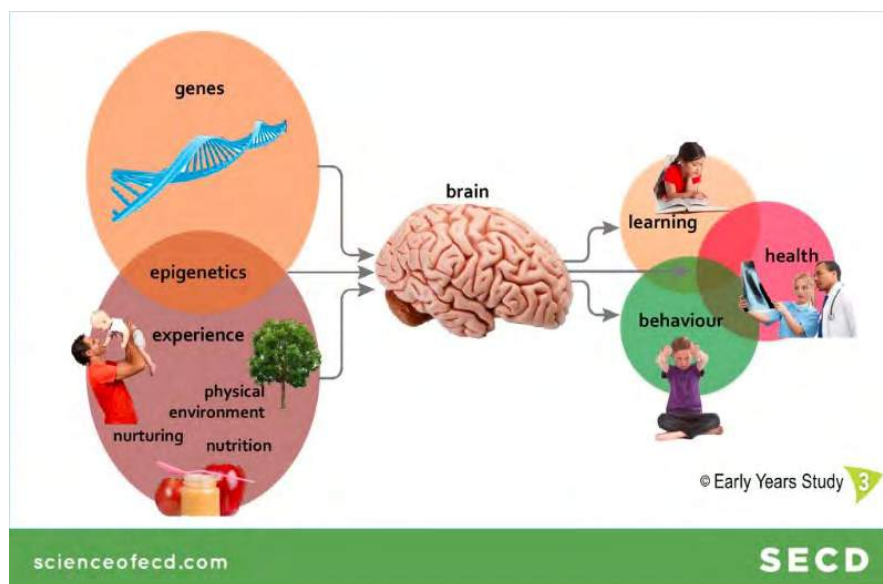 genes
epigenetics
experience
physical
environment
nurturing
nutrition
brain
learning
health
behaviour
© Early Years Study 3
scienceofecd.com
SECD